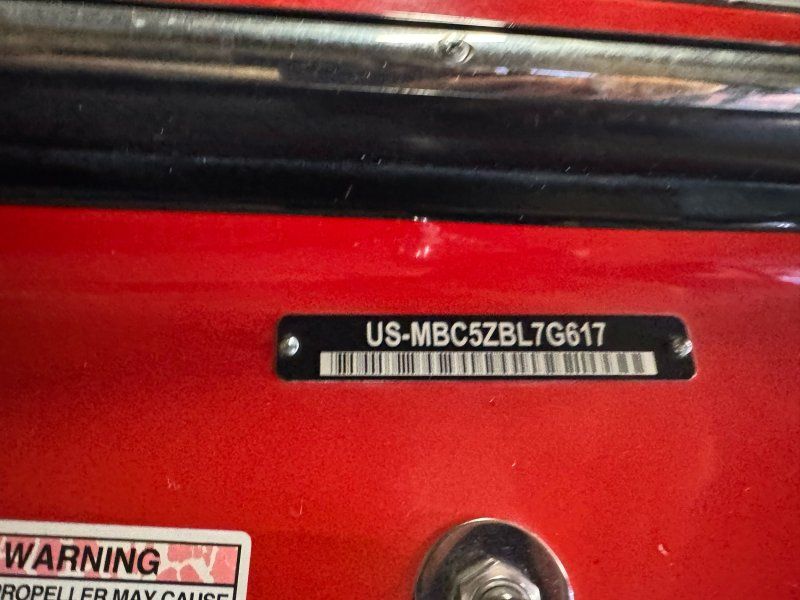 US-MBC5ZBL7G617
WARNING
PROPELLER MAY CAUSE